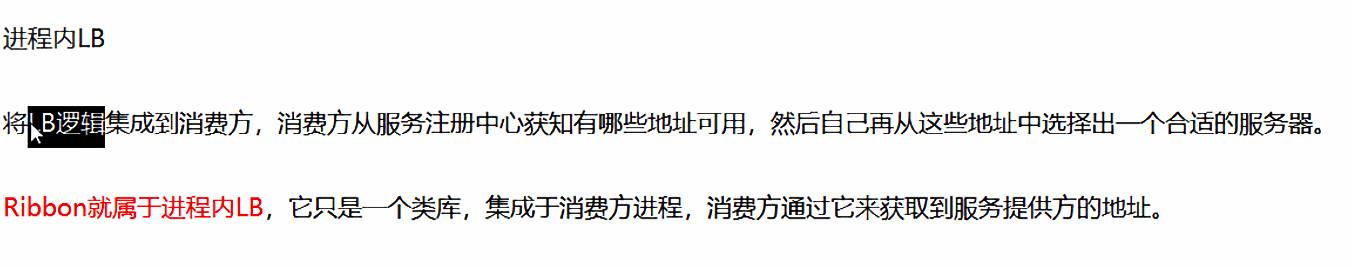 进程内LB
将LB逻辑集成到消费方，消费方从服务注册中心获知有哪些地址可用，然后自己再从这些地址中选择出一个合适的服务器。
Ribbon就属于进程内LB，它只是一个类库，集成于消费方进程，消费方通过它来获取到服务提供方的地址。